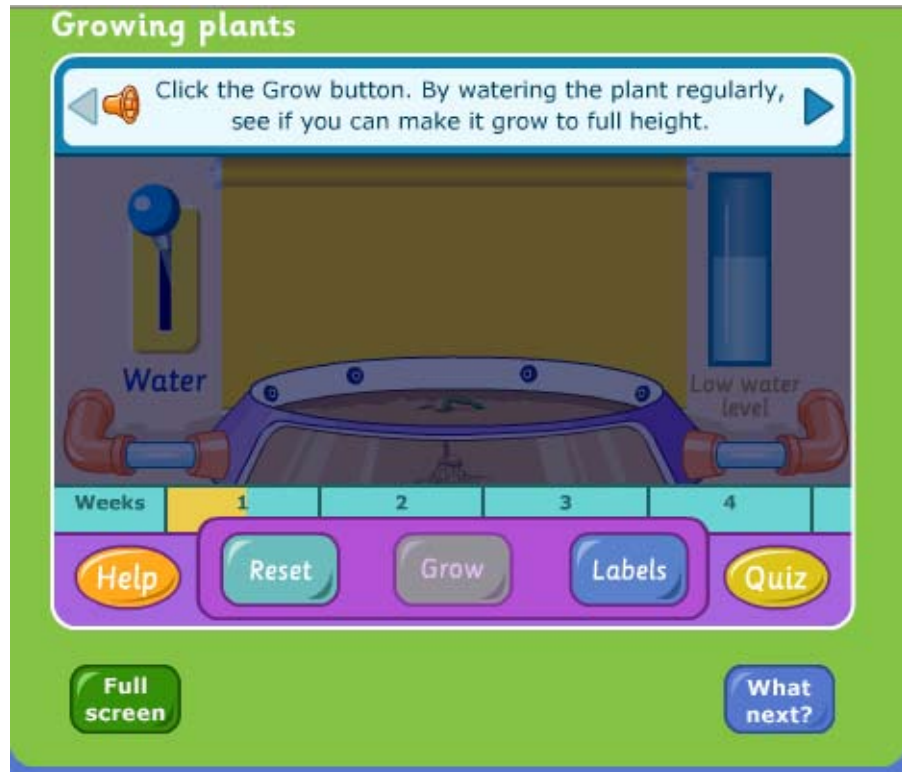 Growing plants
Click the Grow button. By watering the plant regularly,
see if you can make it grow to full height.
Water
Low water
level
Weeks 1 2 3 4
Help Reset Grow Labels Quiz
Full
screen
What
next?